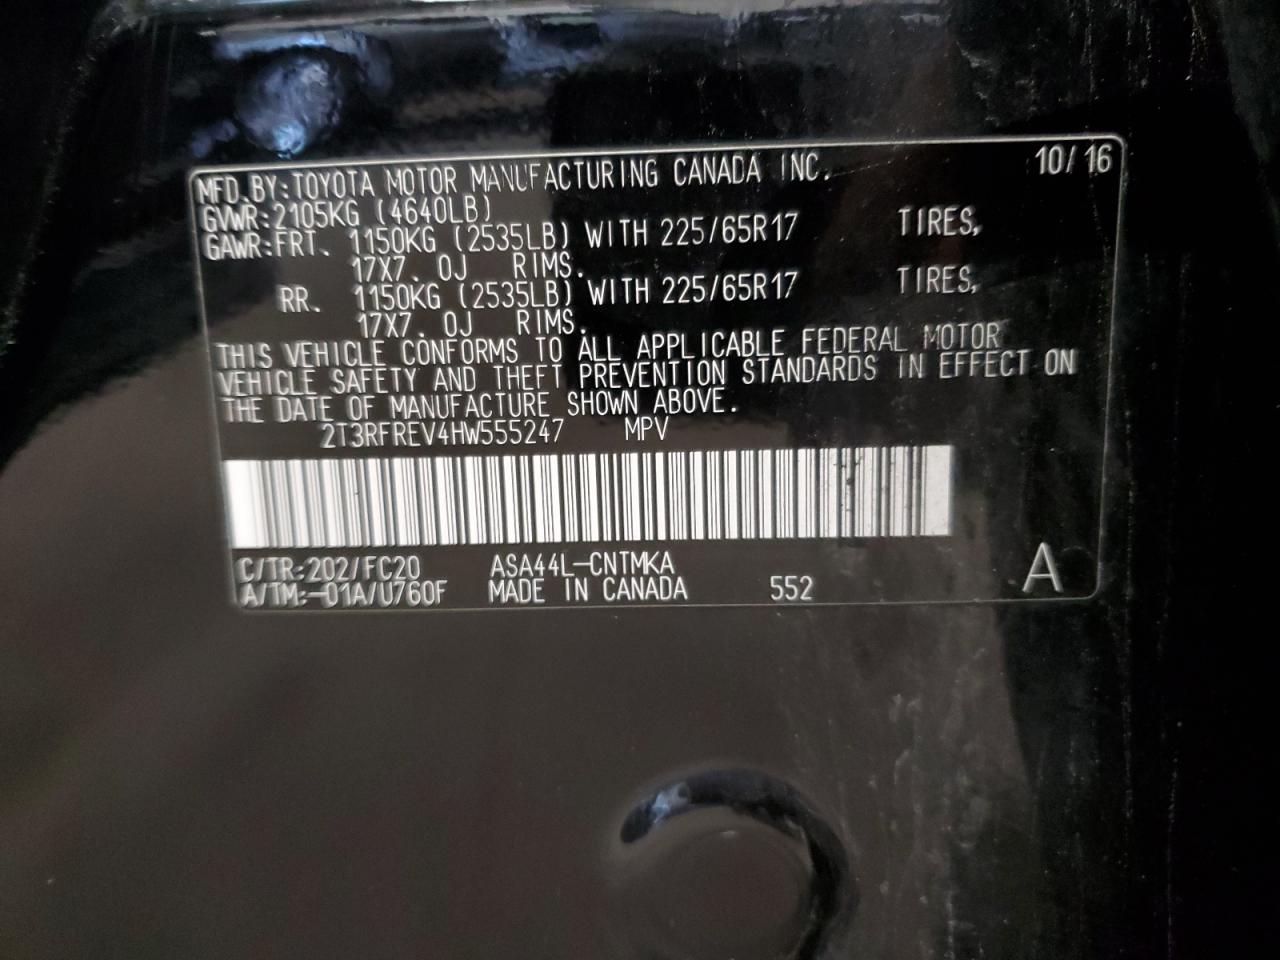 MFD.BY:TOYOTA MOTOR MANUFACTURING CANADA INC. 10/16
GVWR:2105KG (4640LB)
GAWR:FRT. 1150KG (2535LB) WITH 225/65R17 TIRES,
17X7.0J RIMS.
RR. 1150KG (2535LB) WITH 225/65R17 TIRES,
17X7.0J RIMS.
THIS VEHICLE CONFORMS TO ALL APPLICABLE FEDERAL MOTOR
VEHICLE SAFETY AND THEFT PREVENTION STANDARDS IN EFFECT ON
THE DATE OF MANUFACTURE SHOWN ABOVE.
2T3RFREV4HW555247 MPV
C/TR:202/FC20 ASA44L-CNTMKA
A/TM:-01A/U760F MADE IN CANADA 552 A